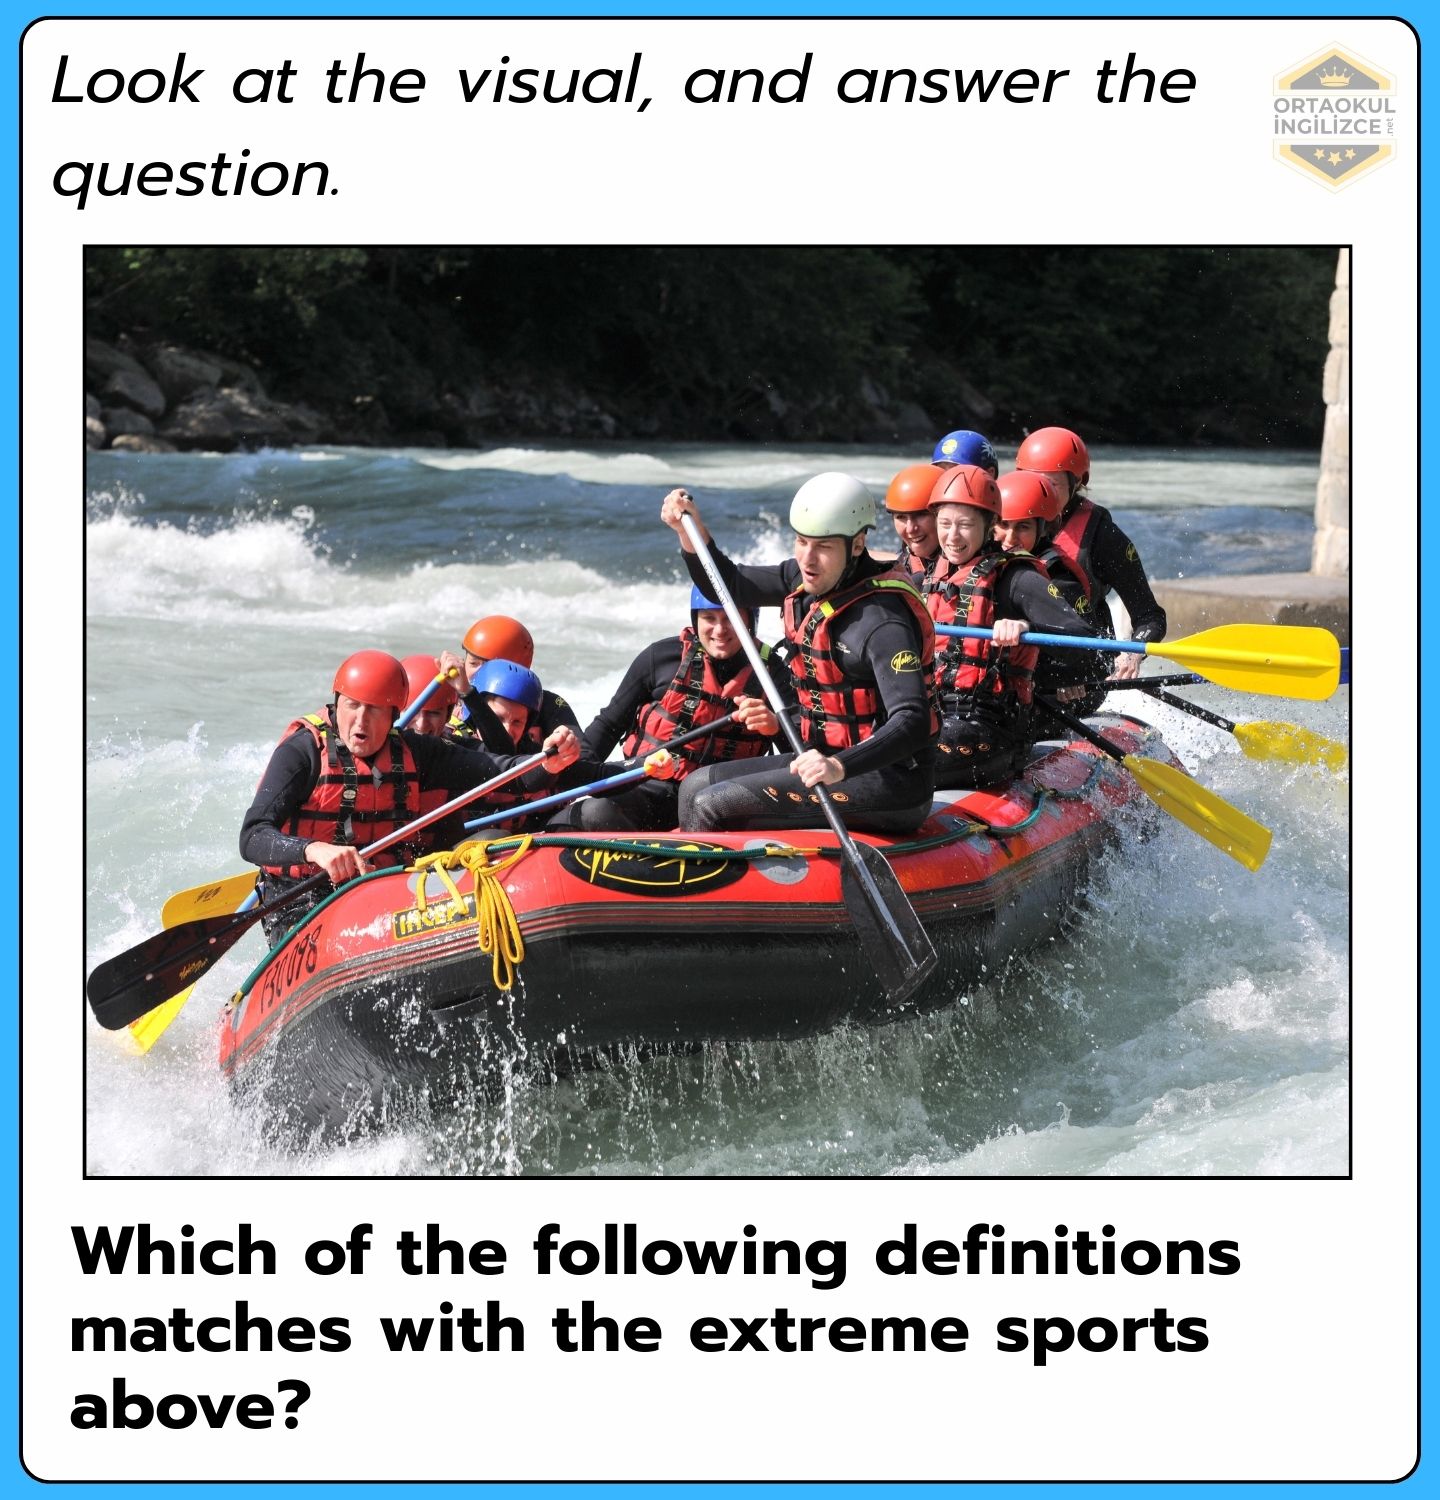 Look at the visual, and answer the
question.
ORTAOKUL
İNGİLİZCE .net
INCEPT
Which of the following definitions
matches with the extreme sports
above?